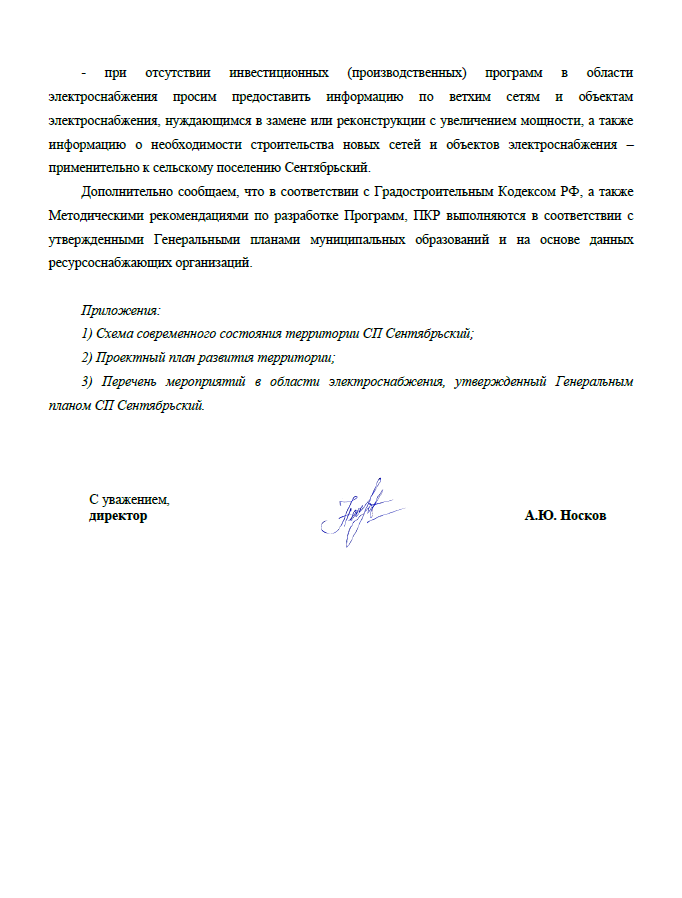 - при отсутствии инвестиционных (производственных) программ в области
электроснабжения просим предоставить информацию по ветхим сетям и объектам
электроснабжения, нуждающимся в замене или реконструкции с увеличением мощности, а также
информацию о необходимости строительства новых сетей и объектов электроснабжения –
применительно к сельскому поселению Сентябрьский.
Дополнительно сообщаем, что в соответствии с Градостроительным Кодексом РФ, а также
Методическими рекомендациями по разработке Программ, ПКР выполняются в соответствии с
утвержденными Генеральными планами муниципальных образований и на основе данных
ресурсоснабжающих организаций.
Приложения:
1) Схема современного состояния территории СП Сентябрьский;
2) Проектный план развития территории;
3) Перечень мероприятий в области электроснабжения, утвержденный Генеральным
планом СП Сентябрьский.
С уважением,
директор
А.Ю. Носков